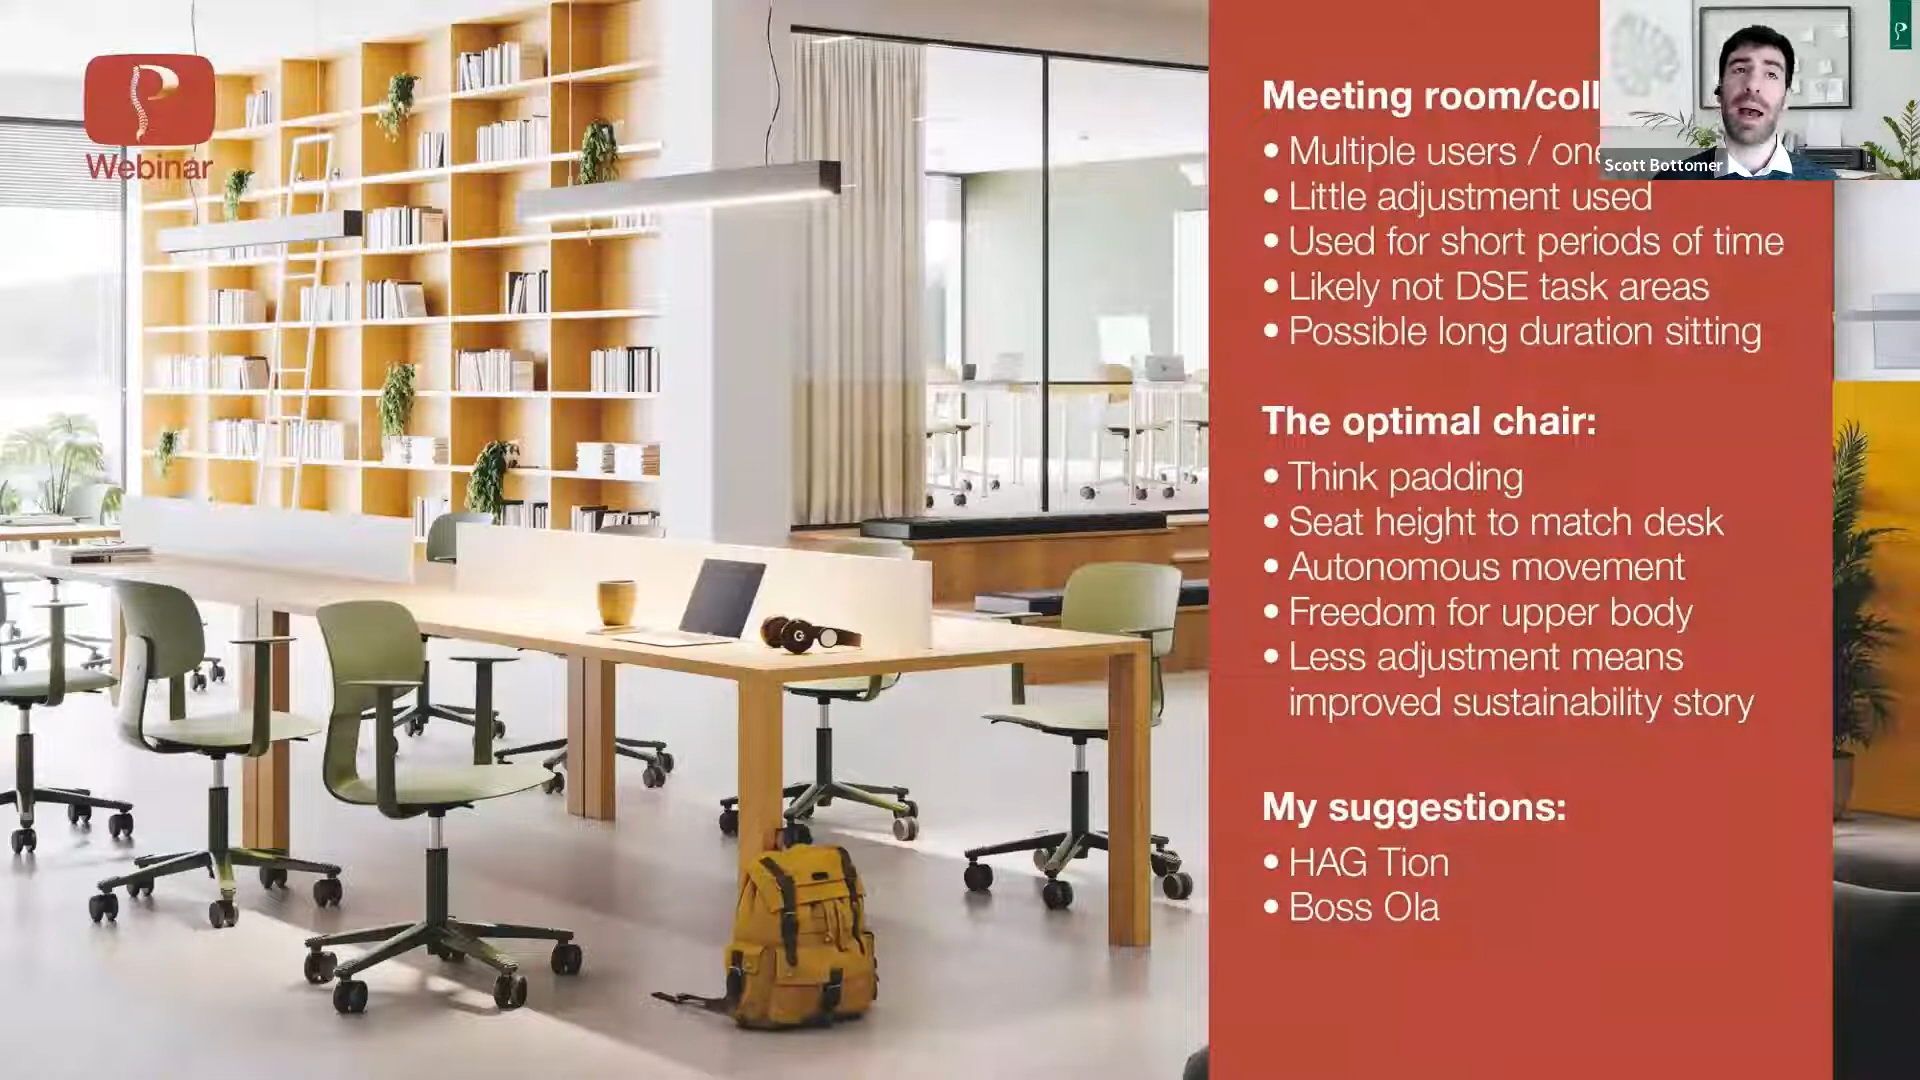 Webinar
Meeting room/coll
• Multiple users / one
• Little adjustment used
• Used for short periods of time
• Likely not DSE task areas
• Possible long duration sitting
The optimal chair:
• Think padding
• Seat height to match desk
• Autonomous movement
• Freedom for upper body
• Less adjustment means
improved sustainability story
My suggestions:
• HAG Tion
• Boss Ola
Scott Bottomer